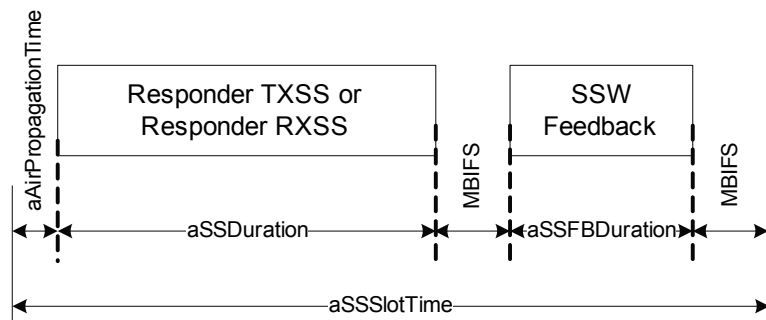 aAirPropagationTime
Responder TXSS or
Responder RXSS
MBIFS
SSW
Feedback
MBIFS
aSSDuration
aSSFBDuration
aSSSlotTime